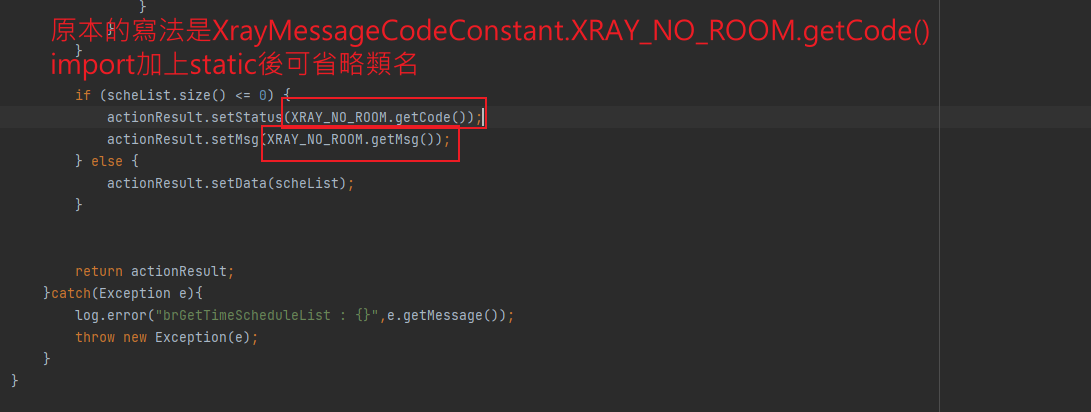 }
原本的寫法是XrayMessageCodeConstant.XRAY_NO_ROOM.getCode()
}
}
import加上static後可省略類名
if (scheList.size() <= 0) {
actionResult.setStatus(XRAY_NO_ROOM.getCode());
actionResult.setMsg(XRAY_NO_ROOM.getMsg());
} else {
actionResult.setData(scheList);
}
return actionResult;
}catch(Exception e){
log.error("brGetTimeScheduleList : {}",e.getMessage());
throw new Exception(e);
}
}